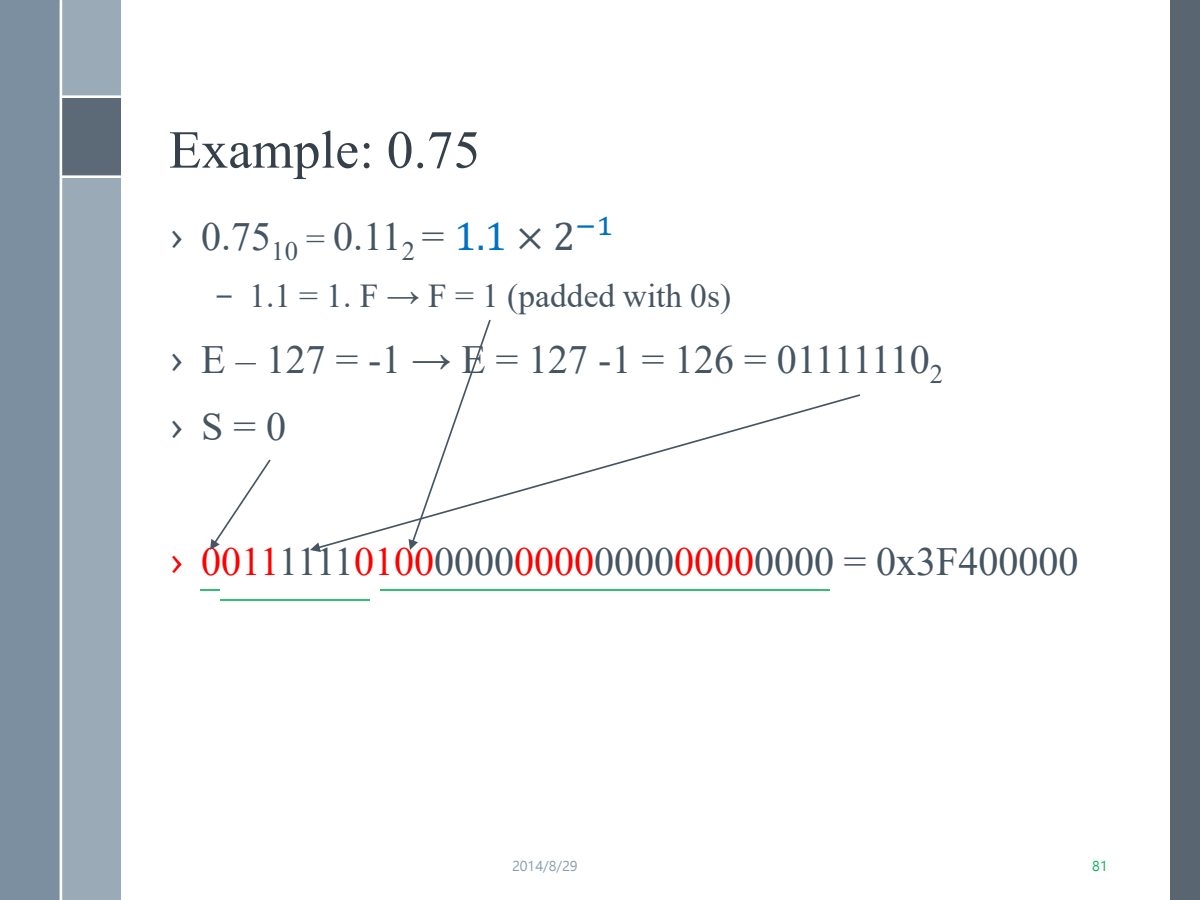 Example: 0.75
› 0.75₁₀ = 0.11₂ = 1.1 × 2⁻¹
– 1.1 = 1. F → F = 1 (padded with 0s)
› E – 127 = -1 → E = 127 -1 = 126 = 01111110₂
› S = 0
› 00111111010000000000000000000000 = 0x3F400000
2014/8/29
81